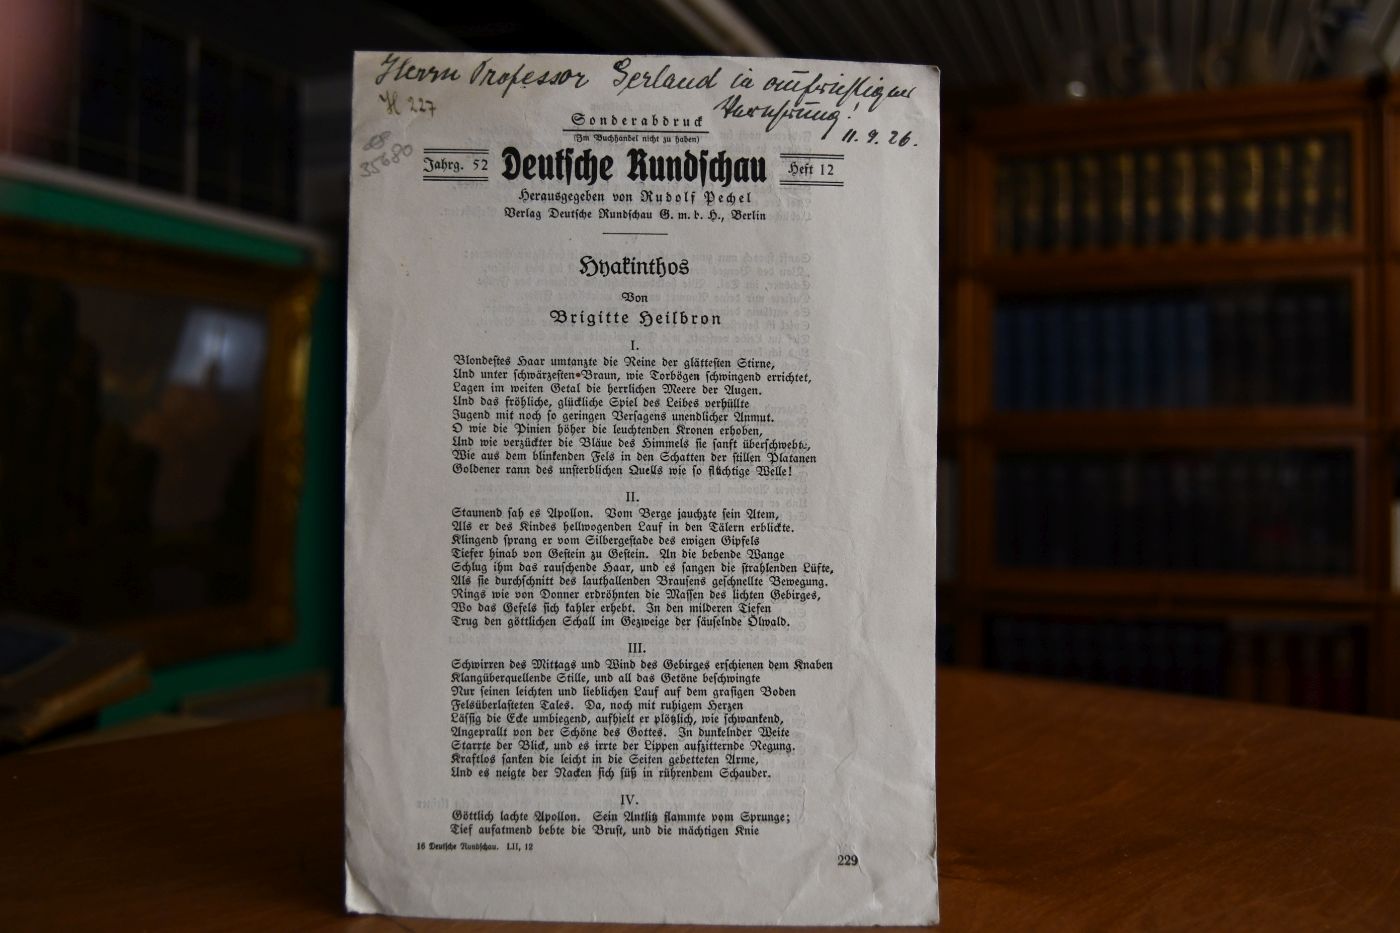 Herrn Professor Gerland in aufrichtiger
Verehrung!
11. 9. 26.
H 227
35680
Sonderabdruck
(Im Buchhandel nicht zu haben)
Jahrg. 52 Deutsche Rundschau Heft 12
Herausgegeben von Rudolf Pechel
Verlag Deutsche Rundschau G. m. b. H., Berlin
Hyakinthos
Von
Brigitte Heilbron
I.
Blondestes Haar umtanzte die Reine der glättesten Stirne,
Und unter schwärzesten Braun, wie Torbögen schwingend errichtet,
Lagen im weiten Getal die herrlichen Meere der Augen.
Und das fröhliche, glückliche Spiel des Leibes verhüllte
Jugend mit noch so geringen Versagens unendlicher Anmut.
O wie die Pinien höher die leuchtenden Kronen erhoben,
Und wie verzückter die Bläue des Himmels sie sanft überschwebte,
Wie aus dem blinkenden Fels in den Schatten der stillen Platanen
Goldener rann des unsterblichen Quells wie so flüchtige Welle!
II.
Staunend sah es Apollon. Vom Berge jauchzte sein Atem,
Als er des Kindes hellwogenden Lauf in den Tälern erblickte.
Klingend sprang er vom Silbergestade des ewigen Gipfels
Tiefer hinab von Gestein zu Gestein. An die bebende Wange
Schlug ihm das rauschende Haar, und es sangen die strahlenden Lüfte,
Als sie durchschnitt des lauthallenden Brausens geschnellte Bewegung.
Rings wie von Donner erdröhnten die Massen des lichten Gebirges,
Wo das Gefels sich kahler erhebt. In den milderen Tiefen
Trug den göttlichen Schall im Gezweige der säuselnde Ölwald.
III.
Schwirren des Mittags und Wind des Gebirges erschienen dem Knaben
Klangüberquellende Stille, und all das Getöne beschwingte
Nur seinen leichten und lieblichen Lauf auf dem grasigen Boden
Felsüberlasteten Tales. Da, noch mit ruhigem Herzen
Lässig die Ecke umbiegend, aufhielt er plötzlich, wie schwankend,
Angeprallt von der Schöne des Gottes. In dunkelnder Weite
Starrte der Blick, und es irrte der Lippen aufzitternde Regung.
Kraftlos sanken die leicht in die Seiten gebetteten Arme,
Und es neigte der Nacken sich süß in rührendem Schauder.
IV.
Göttlich lachte Apollon. Sein Antlitz flammte vom Sprunge;
Tief aufatmend bebte die Brust, und die mächtigen Knie
16 Deutsche Rundschau. LII, 12
229